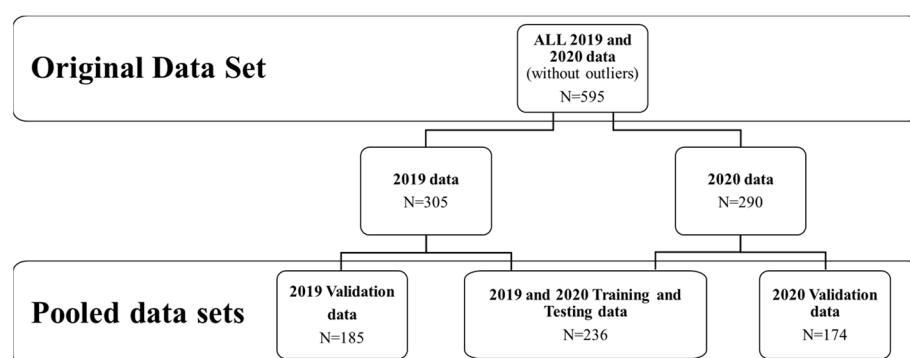 Original Data Set
ALL 2019 and
2020 data
(without outliers)
N=595
2019 data
N=305
2020 data
N=290
Pooled data sets
2019 Validation
data
N=185
2019 and 2020 Training and
Testing data
N=236
2020 Validation
data
N=174